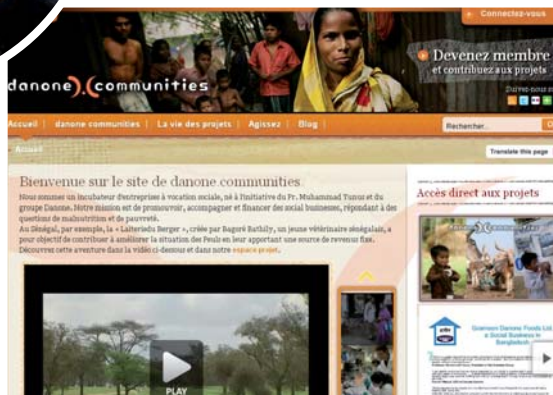 Connectez-vous
Devenez membre
et contribuez aux projets
danone communities
Suivez-nous
Accueil danone communities La vie des projets Agissez Blog
Rechercher...
Accueil
Translate this page
Bienvenue sur le site de danone.communities
Nous sommes un incubateur d'entreprises à vocation sociale, né à l'initiative du Pr. Muhammad Yunus et du
groupe Danone. Notre mission est de promouvoir, accompagner et financer des social businesses, répondant à des
questions de malnutrition et de pauvreté.
Au Sénégal, par exemple, la « Laiterie du Berger », créée par Bagoré Bathily, un jeune vétérinaire sénégalais, a
pour objectif de contribuer à améliorer la situation des Peuls en leur apportant une source de revenus fixe.
Découvrez cette aventure dans la vidéo ci-dessous et dans notre espace projet.
Accès direct aux projets
danone communities
Grameen Danone Foods Ltd.
a Social Business in
Bangladesh
PLAY